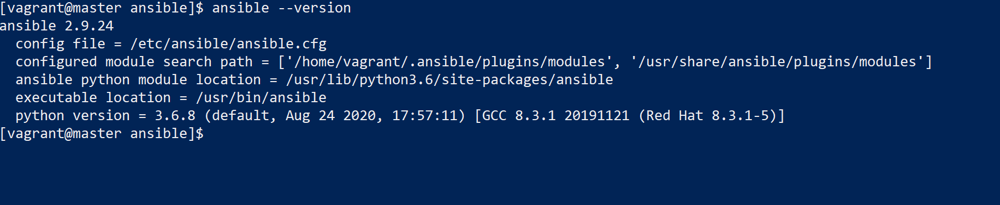 [vagrant@master ansible]$ ansible --version
ansible 2.9.24
  config file = /etc/ansible/ansible.cfg
  configured module search path = ['/home/vagrant/.ansible/plugins/modules', '/usr/share/ansible/plugins/modules']
  ansible python module location = /usr/lib/python3.6/site-packages/ansible
  executable location = /usr/bin/ansible
  python version = 3.6.8 (default, Aug 24 2020, 17:57:11) [GCC 8.3.1 20191121 (Red Hat 8.3.1-5)]
[vagrant@master ansible]$